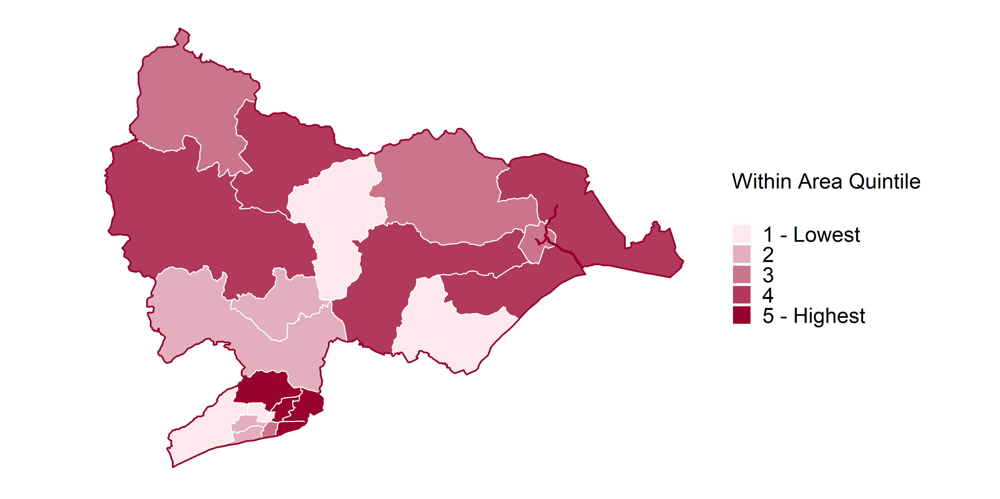 Within Area Quintile
1 - Lowest
2
3
4
5 - Highest